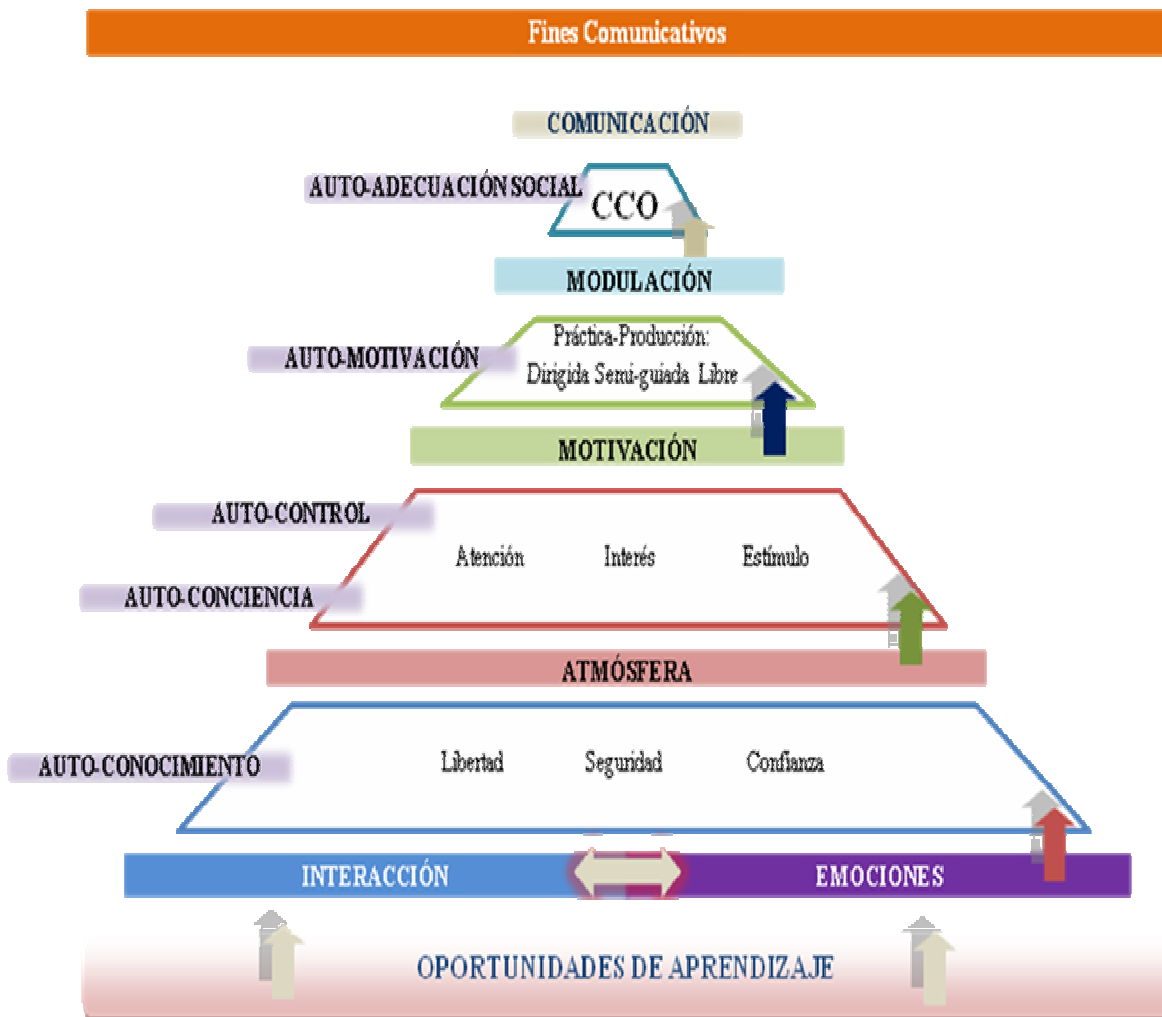 Fines Comunicativos
COMUNICACIÓN
AUTO-ADECUACIÓN SOCIAL
CCO
MODULACIÓN
Práctica-Producción:
AUTO-MOTIVACIÓN
Dirigida Semi-guiada Libre
MOTIVACIÓN
AUTO-CONTROL
Atención Interés Estímulo
AUTO-CONCIENCIA
ATMÓSFERA
AUTO-CONOCIMIENTO
Libertad Seguridad Confianza
INTERACCIÓN EMOCIONES
OPORTUNIDADES DE APRENDIZAJE